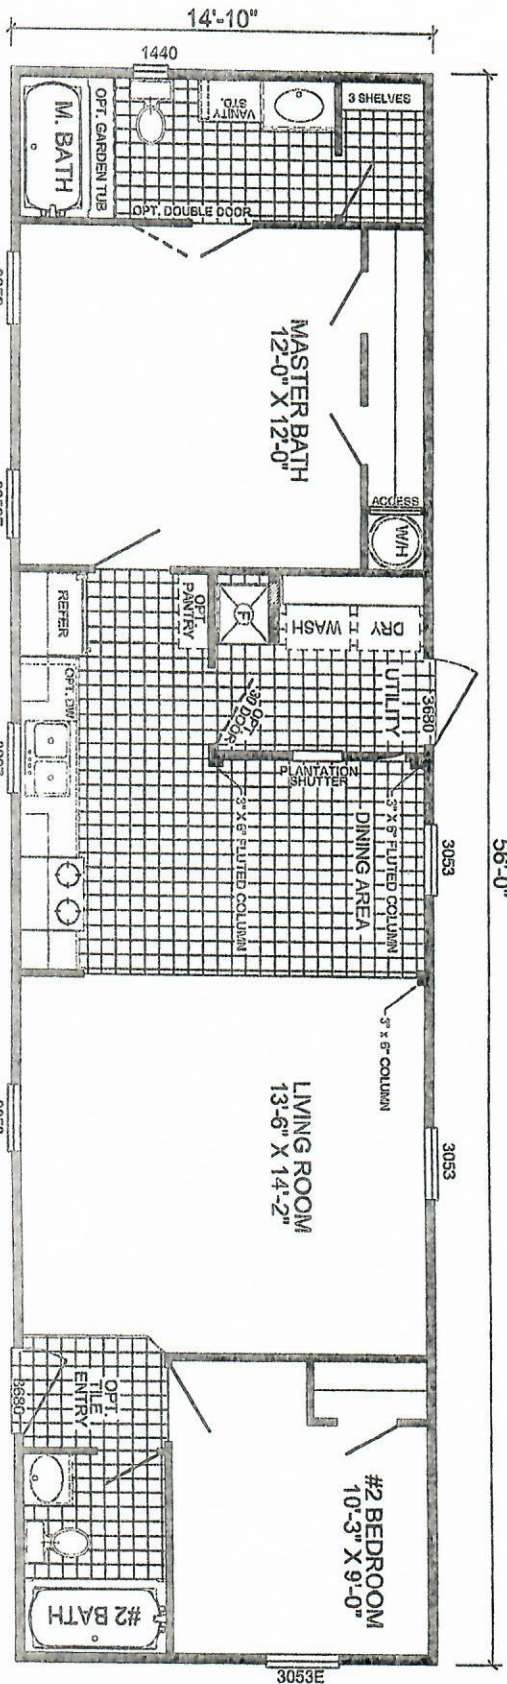 14'-10"
1440
M. BATH
OPT. GARDEN TUB
VANITY
STD.
3 SHELVES
OPT. DOUBLE DOOR
MASTER BATH
12'-0" X 12'-0"
ACCESS
W/H
REFER
OPT.
PANTRY
F
WASH
DRY
UTILITY
3680
OPT.
30 DOOR
OPT. DW
PLANTATION
SHUTTER
3" X 6" FLUTED COLUMN
3" X 6" FLUTED COLUMN
DINING AREA
3053
56'-0"
3" x 6" COLUMN
LIVING ROOM
13'-6" X 14'-2"
3053
OPT.
TILE
ENTRY
3680
#2 BEDROOM
10'-3" X 9'-0"
#2 BATH
3053E